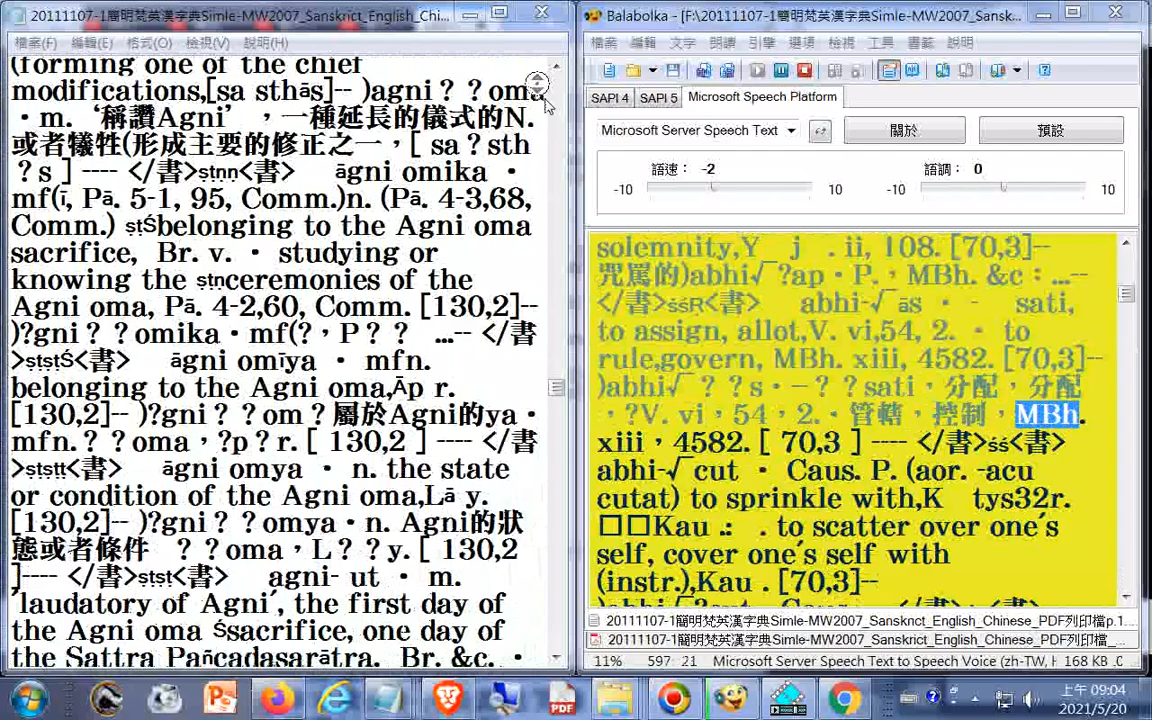 20111107-1簡明梵英漢字典Simle-MW2007_Sanskrict_English_Chi...
檔案(F) 編輯(E) 格式(O) 檢視(V) 說明(H)
(forming one of the chief
modifications,[sa sthās]-- )agni？？oma
・m. ‘稱讚Agni’，一種延長的儀式的N.
或者犧牲(形成主要的修正之一，[ sa？sth
？s ] ---- </書>ṣṭṇṇ<書> āgni omika・
mf(ī, Pā. 5-1, 95, Comm.)n. (Pā. 4-3,68,
Comm.) ṣṭŚbelonging to the Agni oma
sacrifice, Br. v.・ studying or
knowing the ṣṭṇceremonies of the
Agni oma, Pā. 4-2,60, Comm. [130,2]--
)?gni？？omika・mf(?，P？？ ...-- </書
>ṣṭṣṭŚ<書> āgni omīya・ mfn.
belonging to the Agni oma,Āp r.
[130,2]-- )?gni？？om？屬於Agni的ya・
mfn.？？oma，?p？r. [ 130,2 ] ---- </書
>ṣṭṣṭṭ<書> āgni omya・ n. the state
or condition of the Agni oma,Lā y.
[130,2]-- )?gni？？omya・n. Agni的狀
態或者條件 ？？oma，L？？y. [ 130,2
]---- </書>ṣṭṣṭ<書> agni- ut・ m.
'laudatory of Agni', the first day of
the Agni oma Śsacrifice, one day of
the Sattra Pañcadasarātra. Br. &c.・
Balabolka - [F:\20111107-1簡明梵英漢字典Simle-MW2007_Sansk...
檔案 編輯 文字 朗讀 引擎 選項 檢視 工具 書籤 說明
SAPI 4 SAPI 5 Microsoft Speech Platform
Microsoft Server Speech Text 關於 預設
語速： -2 語調： 0
-10 10 -10 10
solemnity,Y j . ii, 108. [70,3]--
咒罵的)abhi√？ap・P.，MBh. &c：...--
</書>śśR<書> abhi-√ās・ sati,
to assign, allot,V. vi,54, 2.・ to
rule,govern, MBh. xiii, 4582. [70,3]--
)abhi√？？s・－？？sati，分配，分配
，?V. vi，54，2.・管轄，控制，MBh.
xiii，4582. [ 70,3 ] ---- </書>śś<書>
abhi-√cut・ Caus. P. (aor. -acu
cutat) to sprinkle with,K tys32r.
□□Kau .: . to scatter over one's
self, cover one's self with
(instr.),Kau . [70,3]--
20111107-1簡明梵英漢字典Simle-MW2007_Sanskrict_English_Chinese_PDF列印檔p.1...
20111107-1簡明梵英漢字典Simle-MW2007_Sanskrict_English_Chinese_PDF列印檔...
11% 597: 21 Microsoft Server Speech Text to Speech Voice (zh-TW, H 168 KB
上午 09:04
2021/5/20